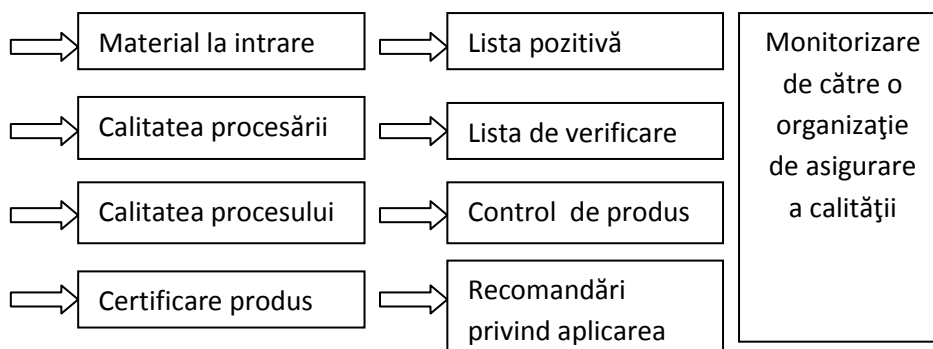 Material la intrare
Lista pozitivă
Calitatea procesării
Lista de verificare
Calitatea procesului
Control  de produs
Certificare produs
Recomandări
privind aplicarea
Monitorizare
de către o
organizaţie
de asigurare
a calităţii